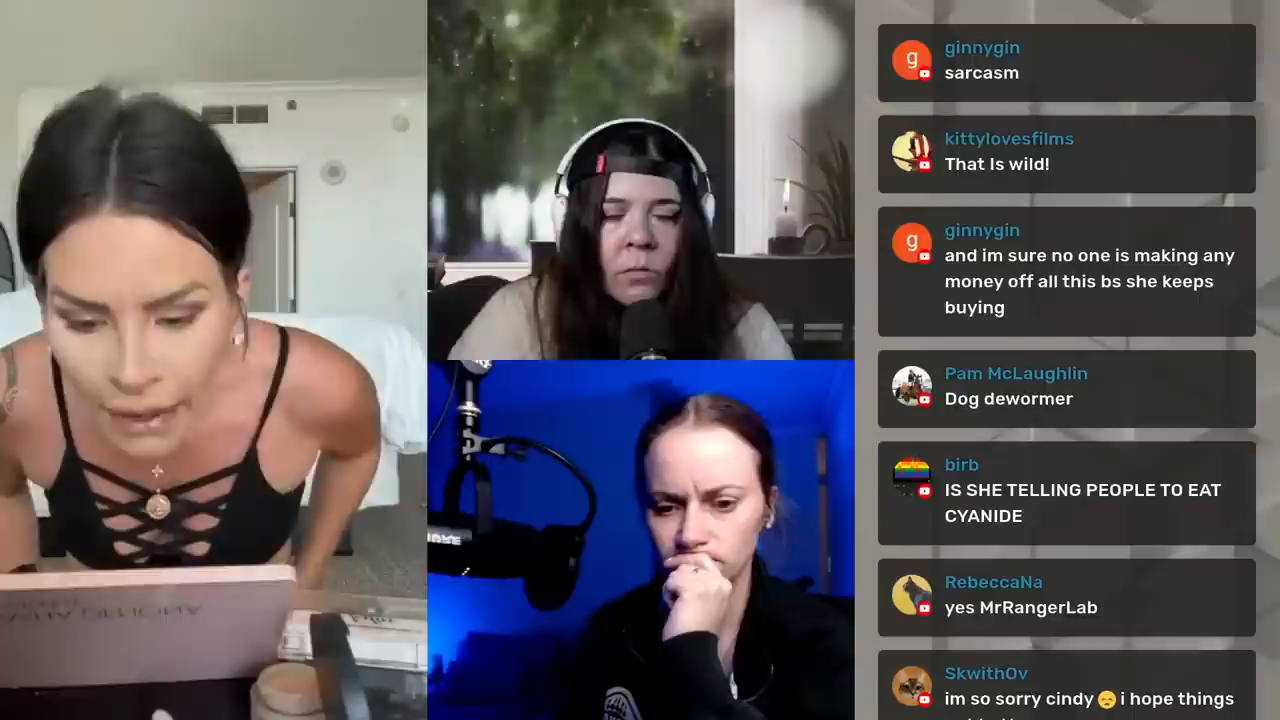 g
ginnygin
sarcasm
kittylovesfilms
That Is wild!
g
ginnygin
and im sure no one is making any
money off all this bs she keeps
buying
Pam McLaughlin
Dog dewormer
birb
IS SHE TELLING PEOPLE TO EAT
CYANIDE
RebeccaNa
yes MrRangerLab
SkwithOv
im so sorry cindy😞i hope things